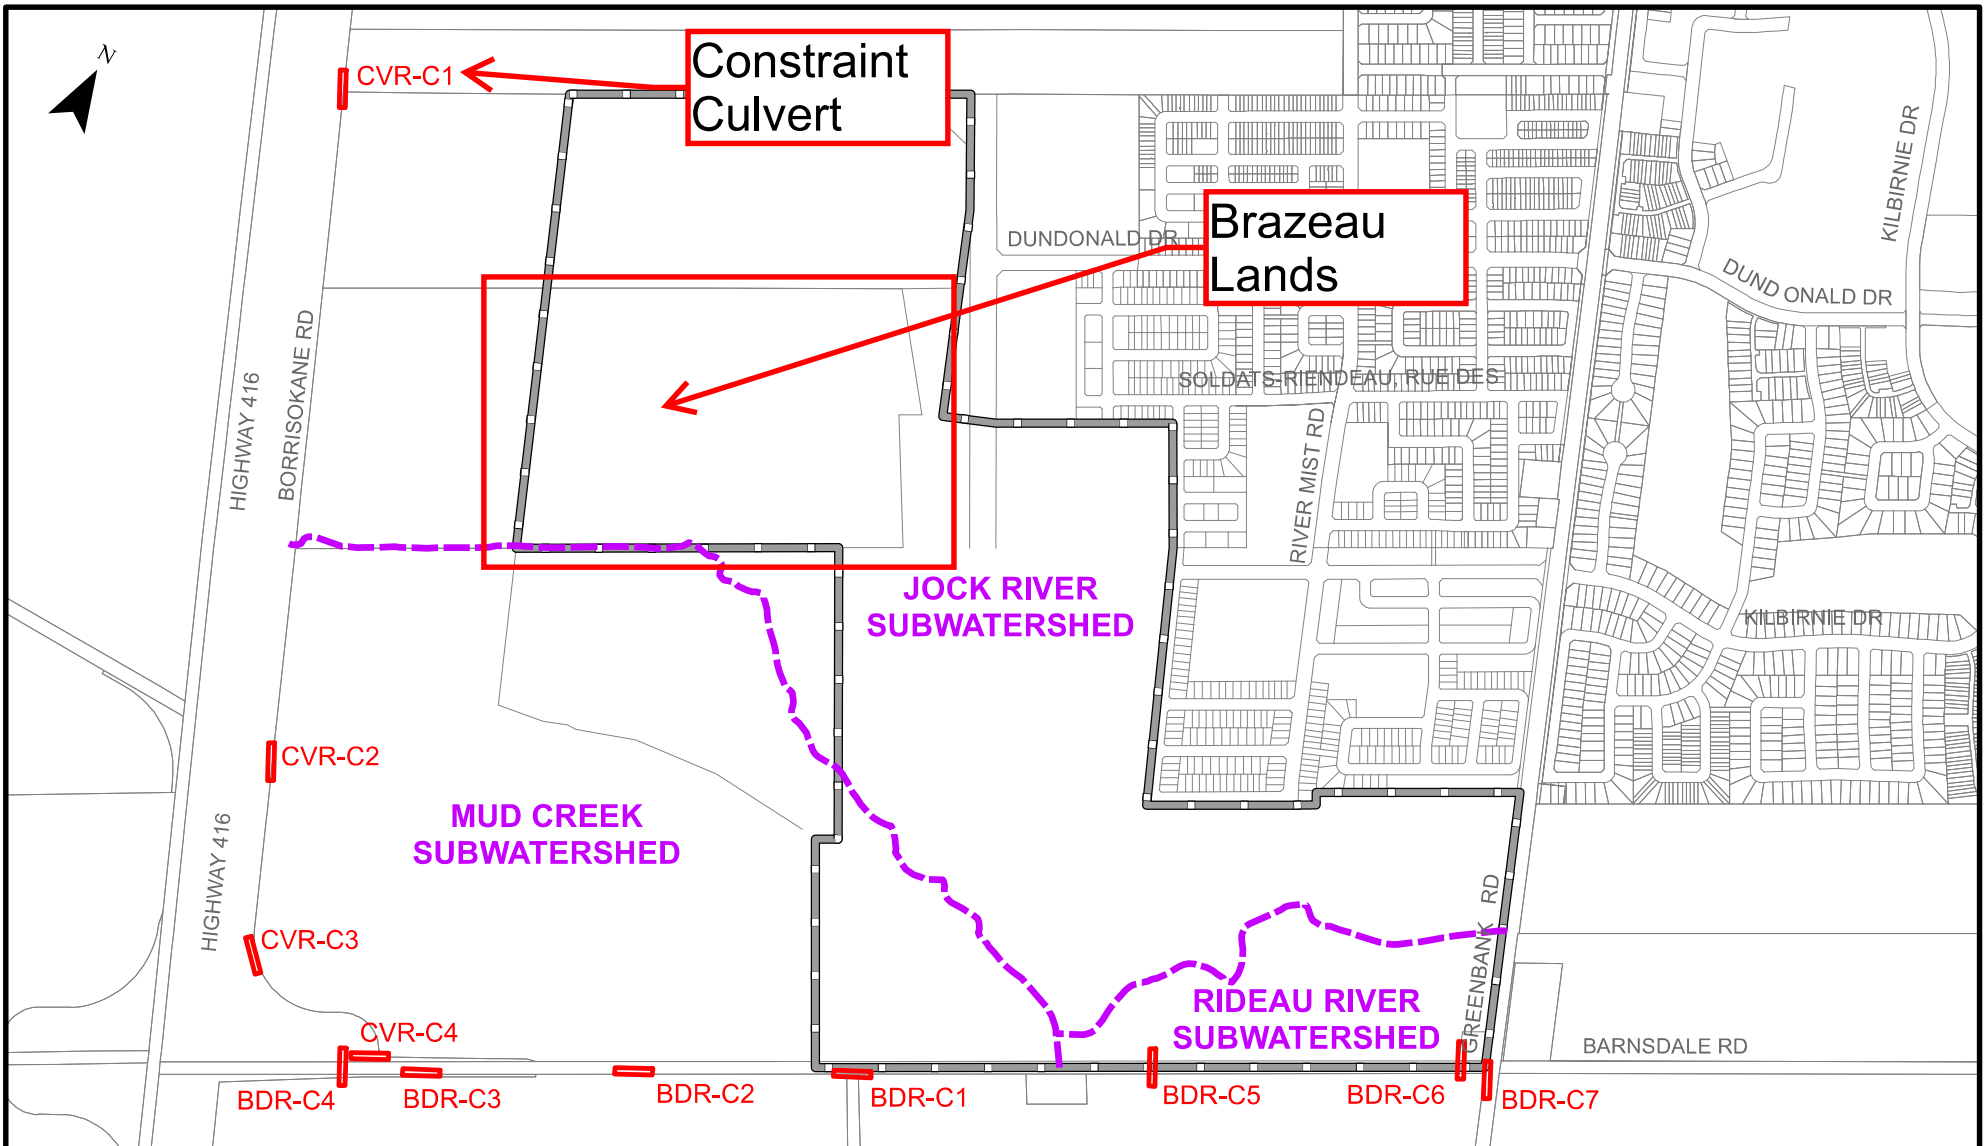 N
CVR-C1
Constraint
Culvert
KILBIRNIE DR
Brazeau
Lands
DUNDONALD DR
DUNDONALD DR
HIGHWAY 416
BORRISOKANE RD
SOLDATS-RIENDEAU, RUE DES
RIVER MIST RD
JOCK RIVER
SUBWATERSHED
KILBIRNIE DR
CVR-C2
MUD CREEK
SUBWATERSHED
HIGHWAY 416
CVR-C3
GREENBANK RD
RIDEAU RIVER
SUBWATERSHED
CVR-C4
BARNSDALE RD
BDR-C4
BDR-C3
BDR-C2
BDR-C1
BDR-C5
BDR-C6
BDR-C7